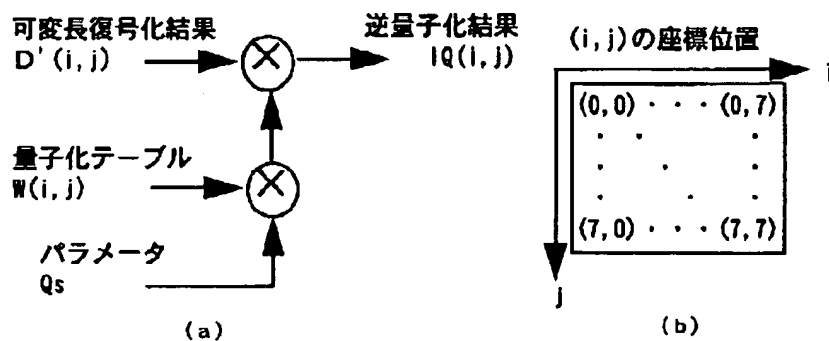 可変長復号化結果
D'(i,j)
逆量子化結果
IQ(i,j)
量子化テーブル
W(i,j)
パラメータ
Qs
(a)
(i,j)の座標位置
i
(0,0)・・・(0,7)
(7,0)・・・(7,7)
j
(b)